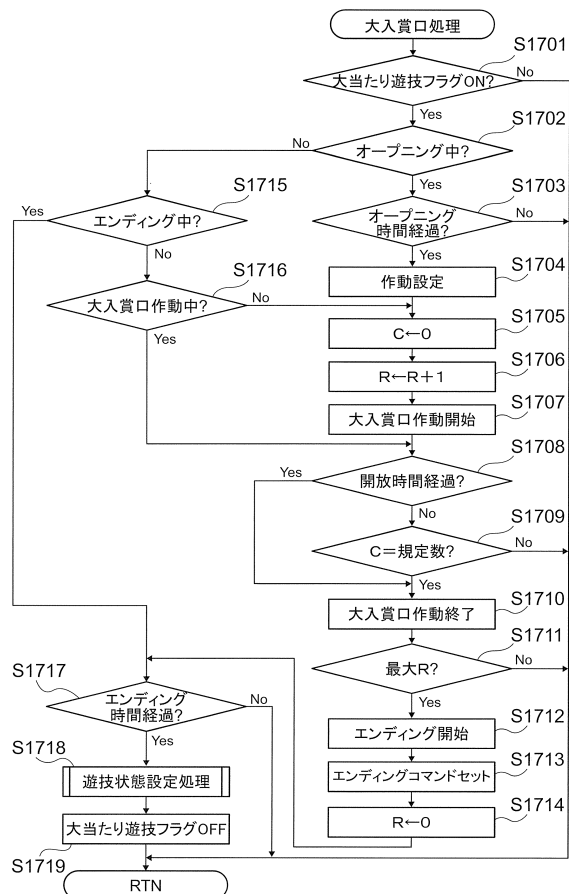 大入賞口処理
S1701
大当たり遊技フラグON?
No
Yes
S1702
オープニング中?
No
Yes
S1715
エンディング中?
Yes
No
S1703
オープニング
時間経過?
No
Yes
S1716
大入賞口作動中?
No
Yes
S1704
作動設定
S1705
C←0
S1706
R←R+1
S1707
大入賞口作動開始
S1708
開放時間経過?
Yes
No
S1709
C=規定数?
No
Yes
S1710
大入賞口作動終了
S1711
最大R?
No
Yes
S1712
エンディング開始
S1713
エンディングコマンドセット
S1714
R←0
S1717
エンディング
時間経過?
No
Yes
S1718
遊技状態設定処理
大当たり遊技フラグOFF
S1719
RTN